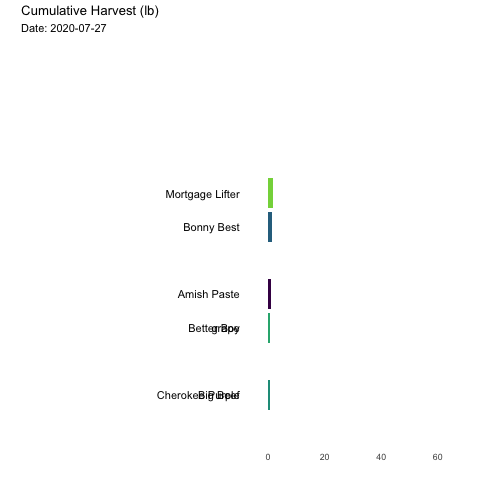 Cumulative Harvest (lb)
Date: 2020-07-27
Mortgage Lifter
Bonny Best
Amish Paste
Better Boy
grape
Cherokee Purple
Big Beef
0 20 40 60